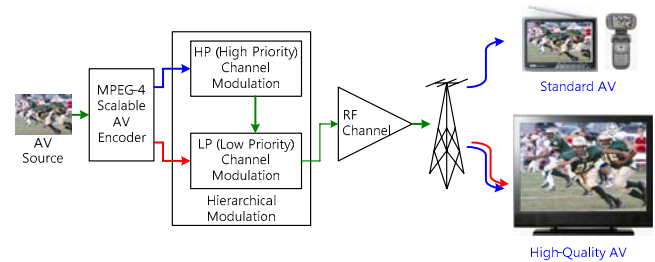 AV
Source
MPEG-4
Scalable
AV
Encoder
HP (High Priority)
Channel
Modulation
LP (Low Priority)
Channel
Modulation
Hierarchical
Modulation
RF
Channel
Standard AV
High-Quality AV